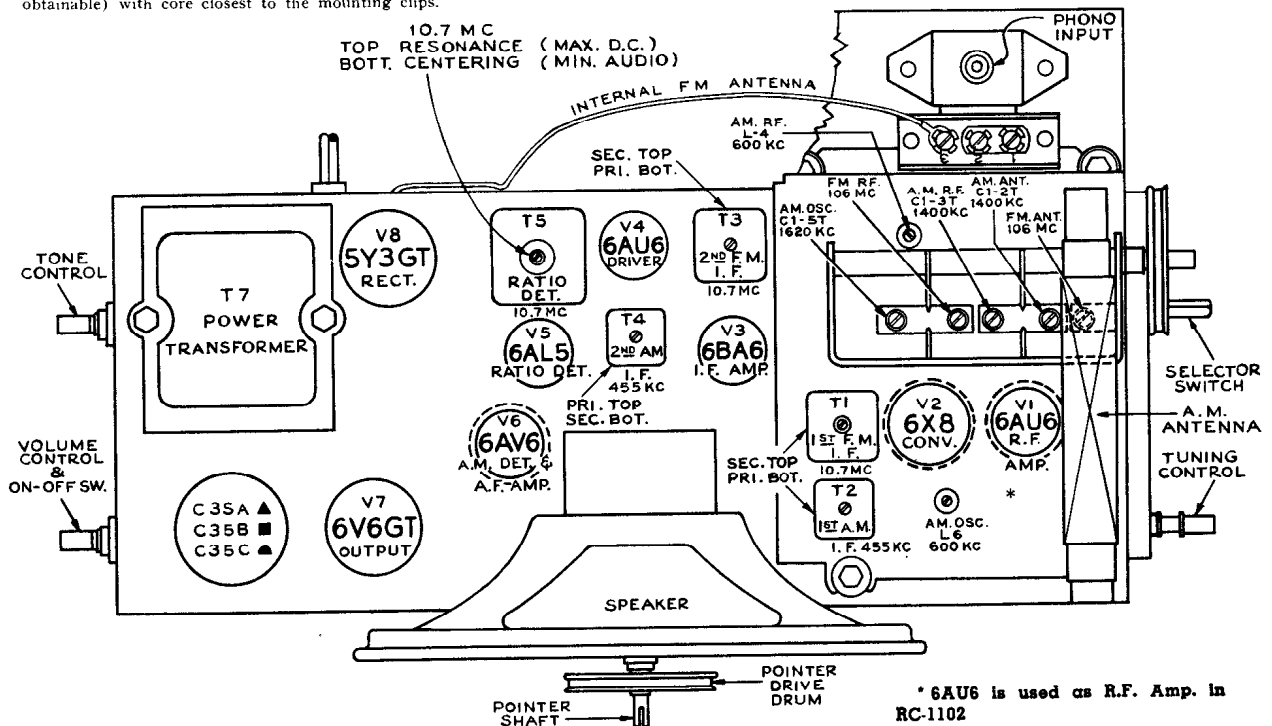 obtainable) with core closest to the mounting clips.
10.7 MC
TOP RESONANCE (MAX. D.C.)
BOTT. CENTERING (MIN. AUDIO)
PHONO
INPUT
INTERNAL FM ANTENNA
AM. RF.
L-4
600 KC
3 2 1
SEC. TOP
PRI. BOT.
FM RF.
106 MC
A.M. R.F.
C1-3T
1400KC
AM. ANT.
C1-2T
1400KC
AM. OSC.
C1-5T
1620 KC
FM. ANT.
106 MC
TONE
CONTROL
T7
POWER
TRANSFORMER
V8
5Y3GT
RECT.
T5
RATIO
DET.
10.7MC
V4
6AU6
DRIVER
T3
2ND F.M.
I.F.
10.7MC
V5
6AL5
RATIO DET.
T4
2ND AM
I.F.
455KC
V3
6BA6
I.F. AMP.
PRI. TOP
SEC. BOT.
SELECTOR
SWITCH
A.M.
ANTENNA
T1
1ST F.M.
I.F.
10.7MC
V2
6X8
CONV.
V1
6AU6
R.F.
AMP.
*
V6
6AV6
A.M. DET. &
A.F. AMP.
SEC. TOP
PRI. BOT.
TUNING
CONTROL
VOLUME
CONTROL
&
ON-OFF SW.
C35A ▲
C35B ■
C35C
V7
6V6GT
OUTPUT
T2
1ST A.M.
I.F. 455KC
AM. OSC.
L6
600KC
SPEAKER
POINTER
DRIVE
DRUM
POINTER
SHAFT
* 6AU6 is used as R.F. Amp. in
RC-1102